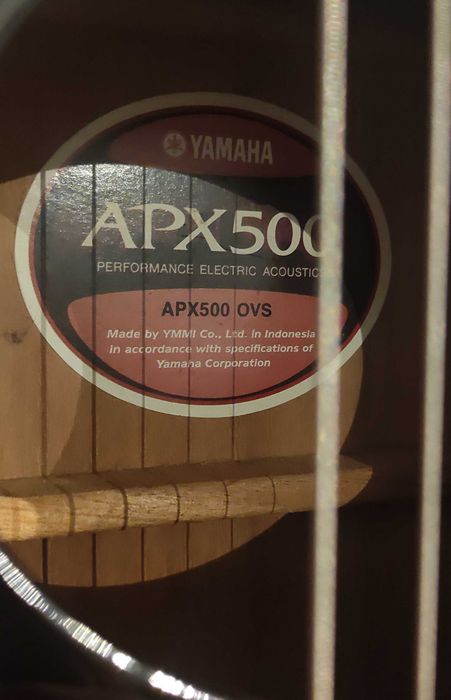 YAMAHA
APX500
PERFORMANCE ELECTRIC ACOUSTIC
APX500 OVS
Made by YMMI Co., Ltd. in Indonesia
in accordance with specifications of
Yamaha Corporation